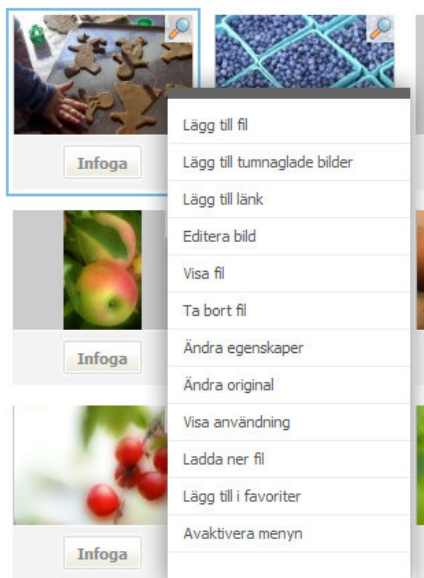 Lägg till fil
Infoga
Lägg till tumnaglade bilder
Lägg till länk
Editera bild
Visa fil
Ta bort fil
Ändra egenskaper
Infoga
Ändra original
Visa användning
Ladda ner fil
Lägg till i favoriter
Avaktivera menyn
Infoga